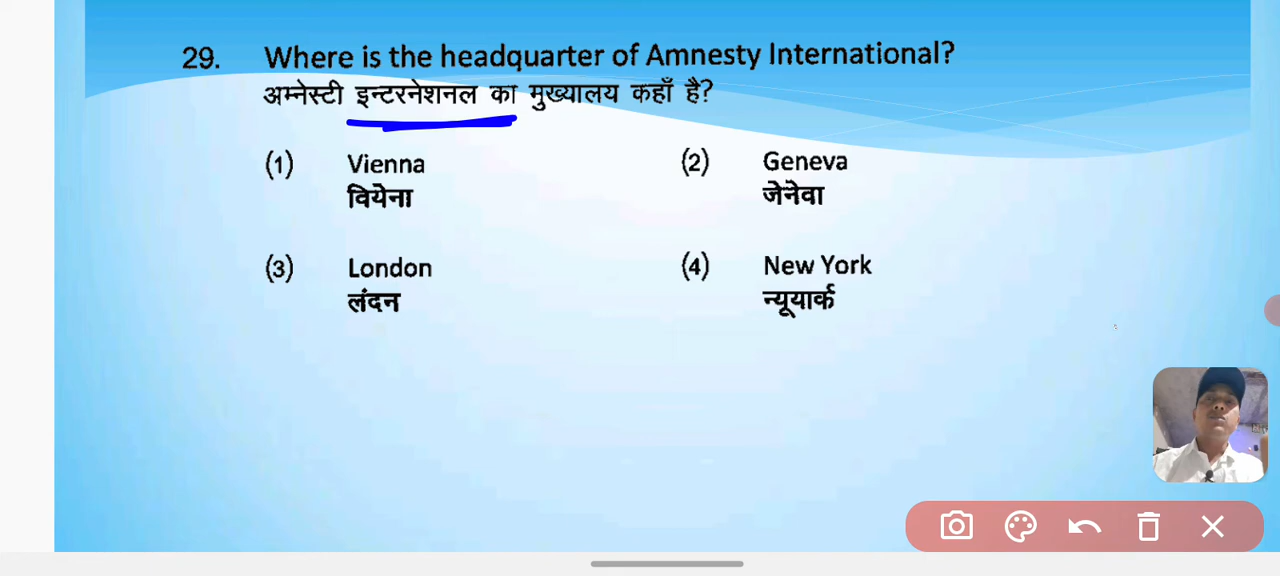 29. Where is the headquarter of Amnesty International?
अम्नेस्टी इन्टरनेशनल का मुख्यालय कहाँ है?
(1) Vienna (2) Geneva
वियेना जेनेवा
(3) London (4) New York
लंदन न्यूयार्क